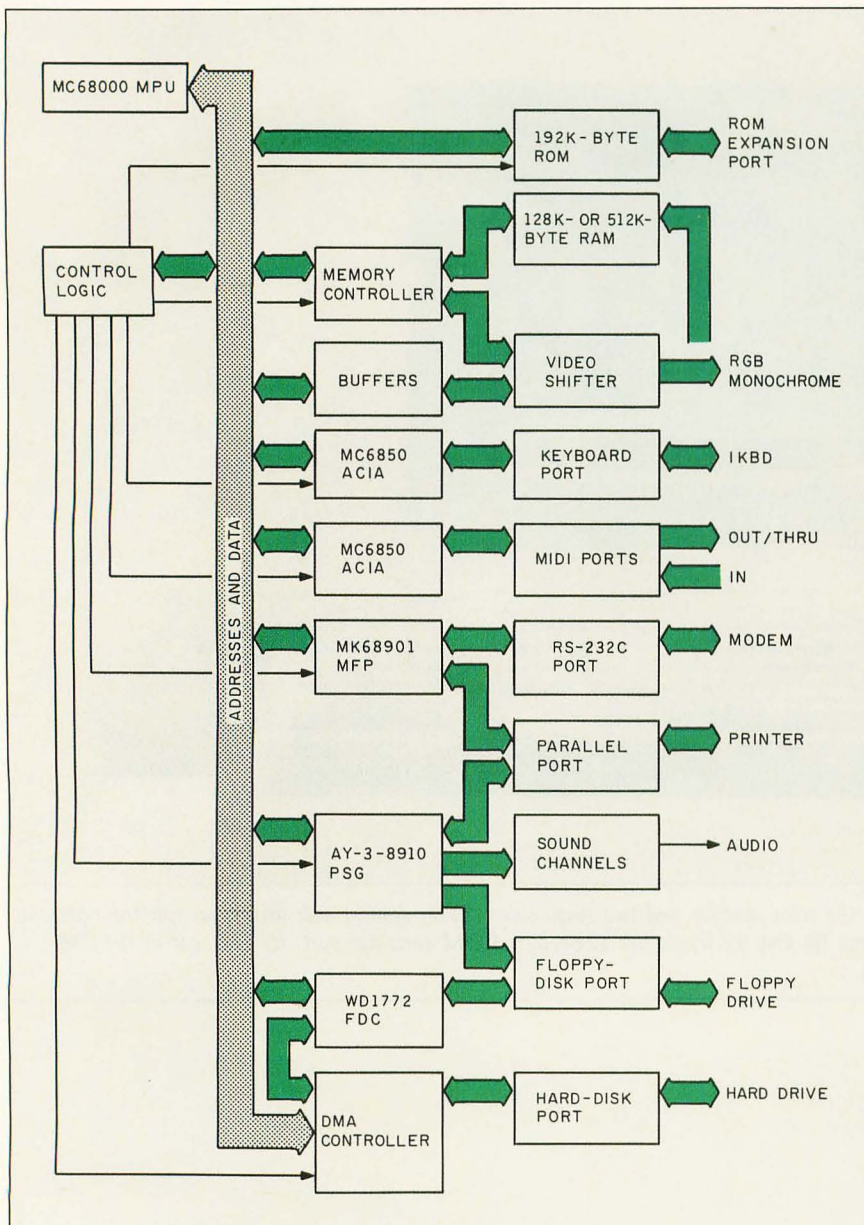 MC68000 MPU
192K-BYTE
ROM
ROM
EXPANSION
PORT
128K- OR 512K-
BYTE RAM
CONTROL
LOGIC
MEMORY
CONTROLLER
VIDEO
SHIFTER
RGB
MONOCHROME
BUFFERS
MC6850
ACIA
KEYBOARD
PORT
IKBD
MC6850
ACIA
MIDI PORTS
OUT/THRU
IN
ADDRESSES AND DATA
MK68901
MFP
RS-232C
PORT
MODEM
PARALLEL
PORT
PRINTER
AY-3-8910
PSG
SOUND
CHANNELS
AUDIO
FLOPPY-
DISK PORT
FLOPPY
DRIVE
WD1772
FDC
DMA
CONTROLLER
HARD-DISK
PORT
HARD DRIVE